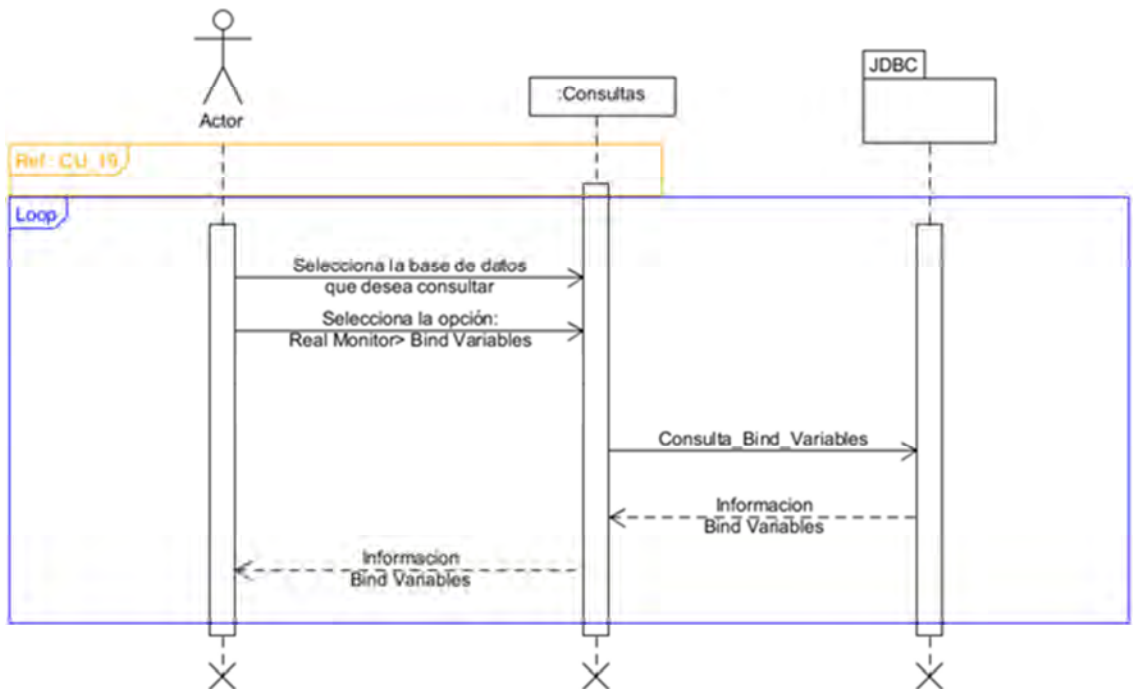 JDBC
:Consultas
Actor
Ref: CU_19
Loop
Selecciona la base de datos
que desea consultar
Selecciona la opción:
Real Monitor> Bind Variables
Consulta_Bind_Variables
Informacion
Bind Variables
Informacion
Bind Variables